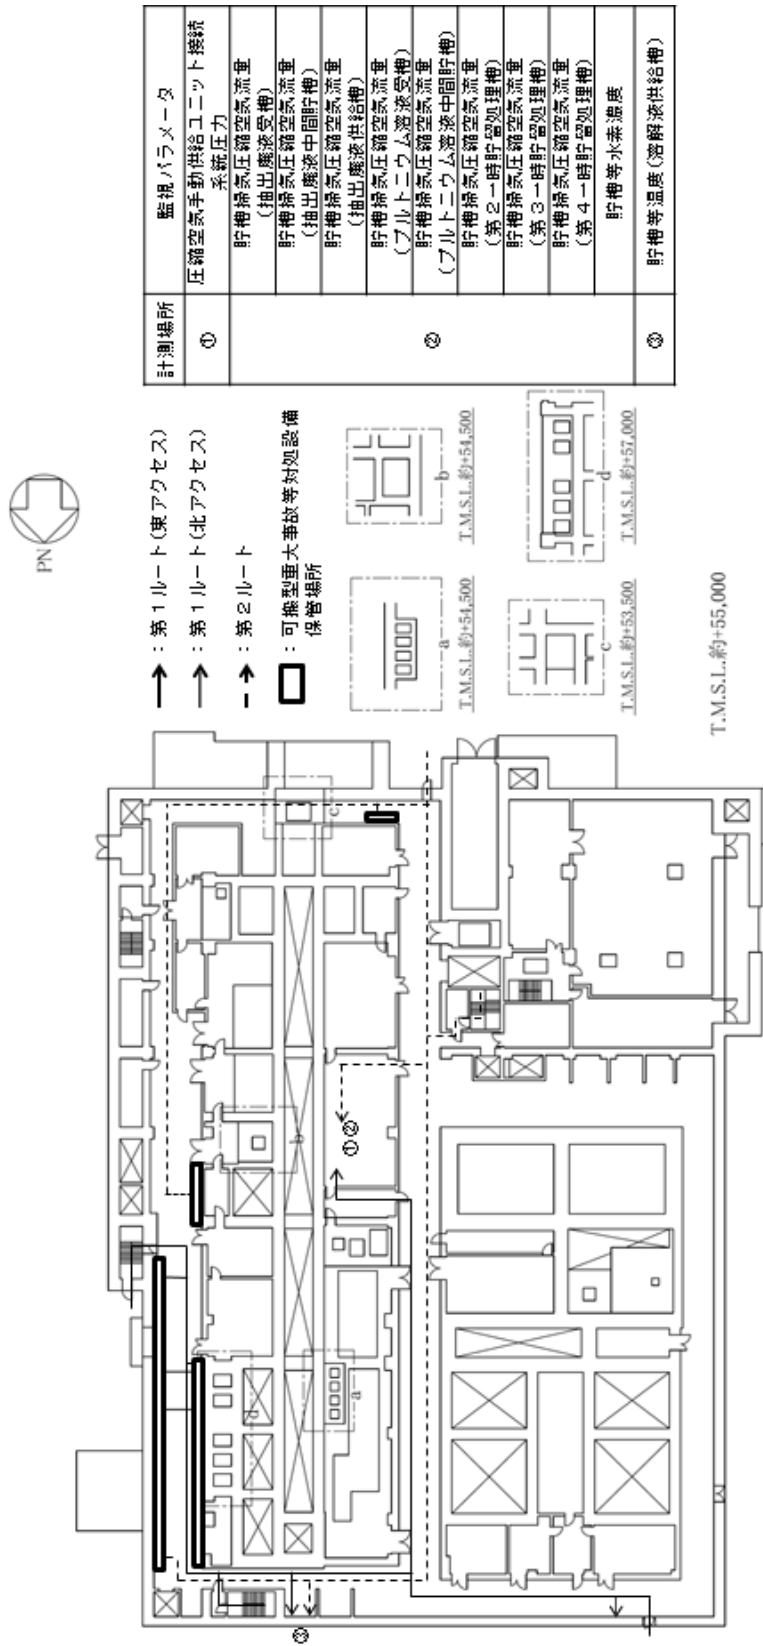 計測場所
監視パラメータ
①
圧縮空気手動供給ユニット接続
系統圧力
②
貯槽掃気圧縮空気流量
(抽出廃液受槽)
貯槽掃気圧縮空気流量
(抽出廃液中間貯槽)
貯槽掃気圧縮空気流量
(抽出廃液供給槽)
貯槽掃気圧縮空気流量
(プルトニウム溶液受槽)
貯槽掃気圧縮空気流量
(プルトニウム溶液中間貯槽)
貯槽掃気圧縮空気流量
(第2一時貯留処理槽)
貯槽掃気圧縮空気流量
(第3一時貯留処理槽)
貯槽掃気圧縮空気流量
(第4一時貯留処理槽)
貯槽等水素濃度
③
貯槽等温度(溶解液供給槽)
PN
:第1ルート(東アクセス)
:第1ルート(北アクセス)
:第2ルート
:可搬型重大事故等対処設備
保管場所
a
T.M.S.L.約+54,500
b
T.M.S.L.約+54,500
c
T.M.S.L.約+53,500
d
T.M.S.L.約+57,000
T.M.S.L.約+55,000
c
b
①②
d
a
③